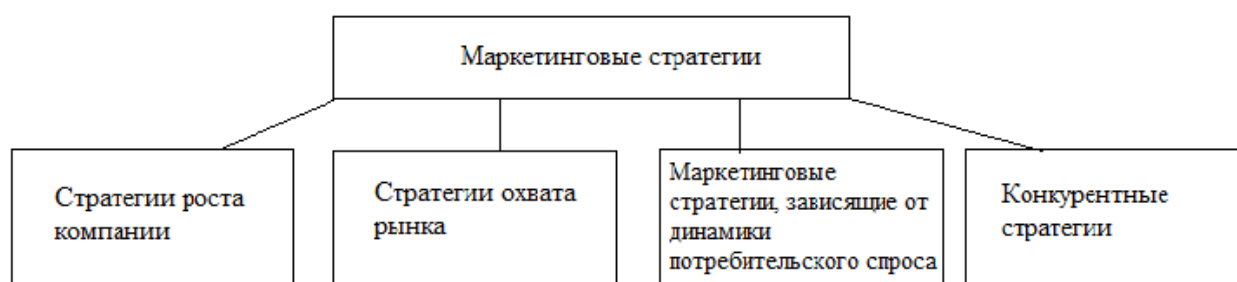 Маркетинговые стратегии
Стратегии роста
компании
Стратегии охвата
рынка
Маркетинговые
стратегии, зависящие от
динамики
потребительского спроса
Конкурентные
стратегии